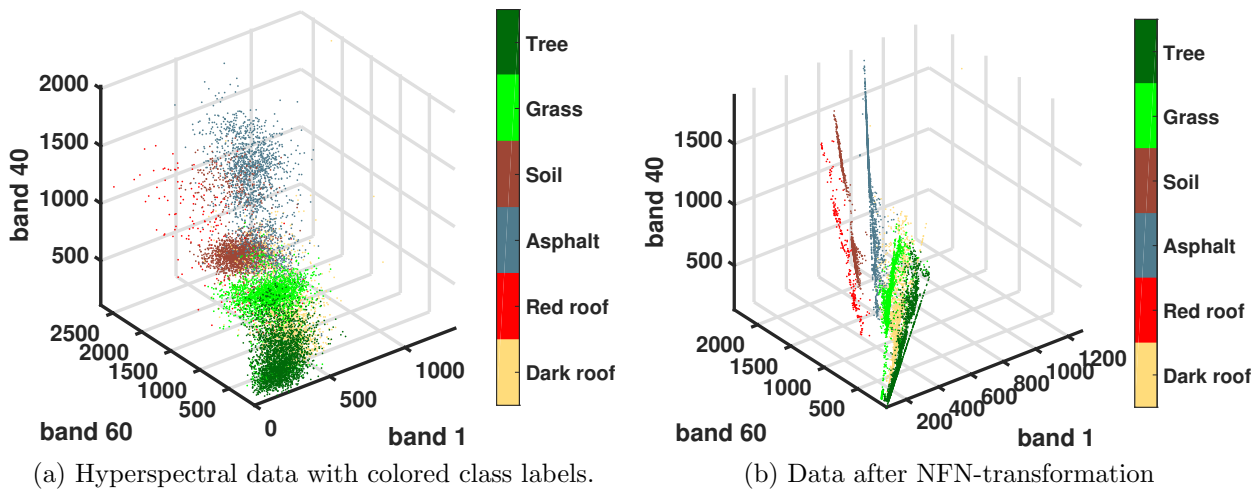 2000
1500
1000
500
band 40
2500
2000
1500
1000
500
band 60
0
500
1000
band 1
Tree
Grass
Soil
Asphalt
Red roof
Dark roof
(a) Hyperspectral data with colored class labels.
1500
1000
500
band 40
2000
1500
1000
500
band 60
200
400
600
800
1000
1200
band 1
Tree
Grass
Soil
Asphalt
Red roof
Dark roof
(b) Data after NFN-transformation